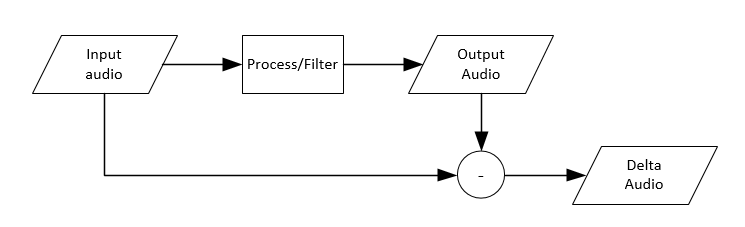 Input
audio
Process/Filter
Output
Audio
-
Delta
Audio